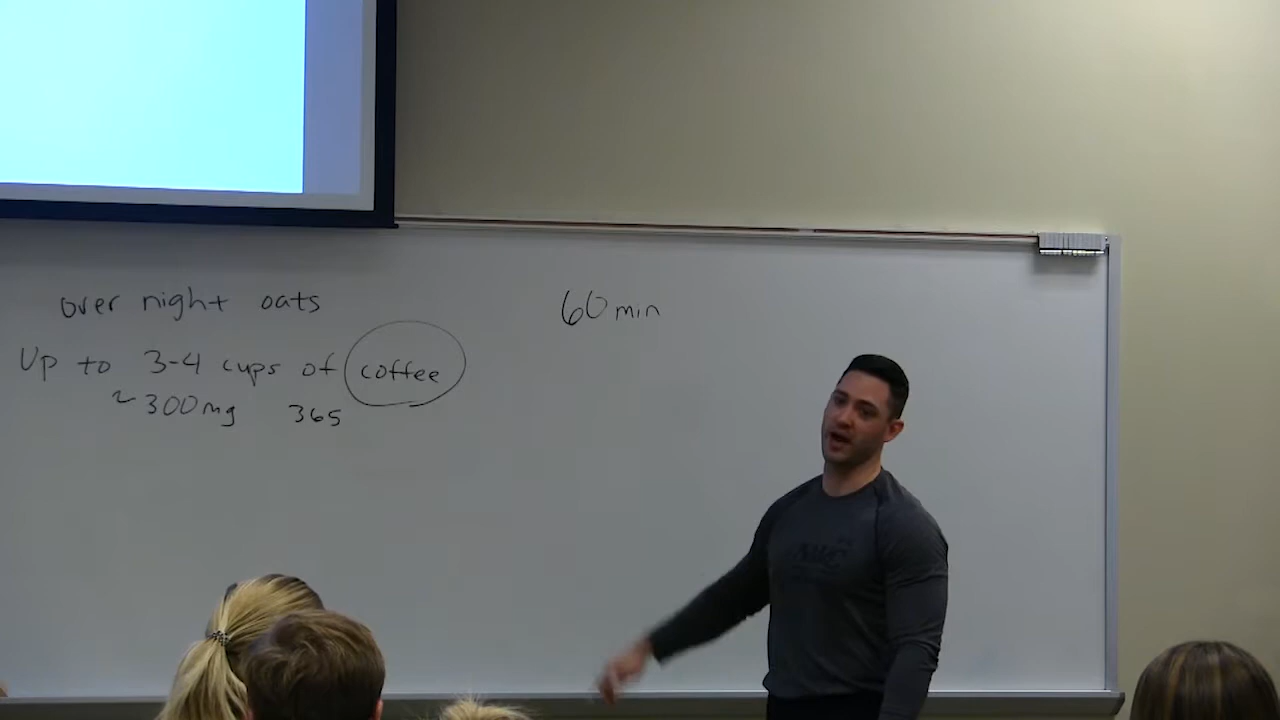 over night oats
60 min
Up to 3-4 cups of coffee
~300mg 365